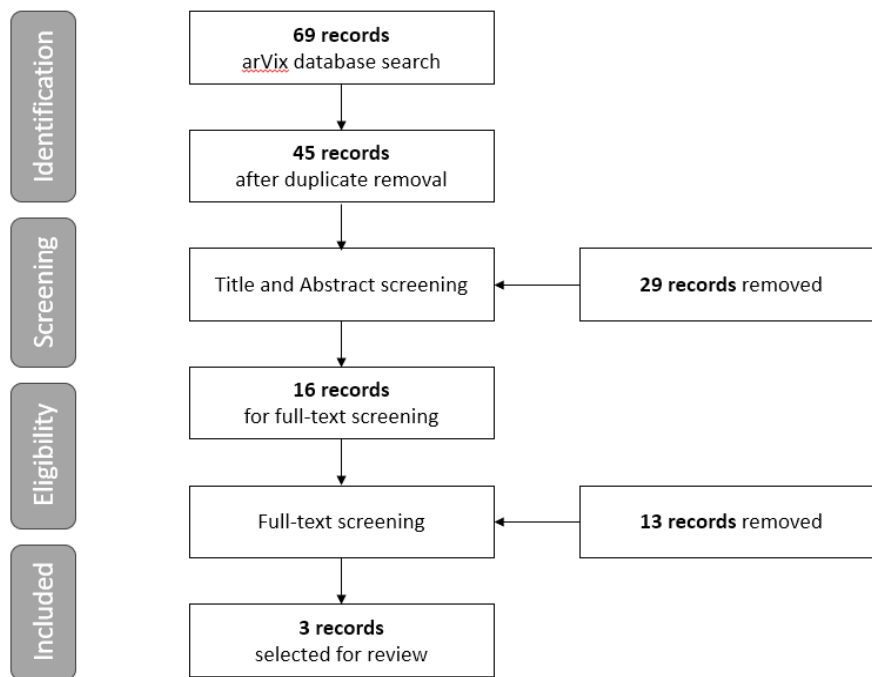 Identification
69 records
arVix database search
45 records
after duplicate removal
Screening
Title and Abstract screening
29 records removed
Eligibility
16 records
for full-text screening
Full-text screening
13 records removed
Included
3 records
selected for review